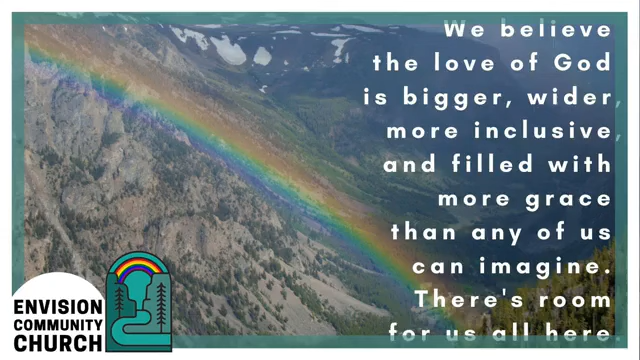 We believe
the love of God
is bigger, wider,
more inclusive,
and filled with
more grace
than any of us
can imagine.
There's room
for us all here.
ENVISION
COMMUNITY
CHURCH